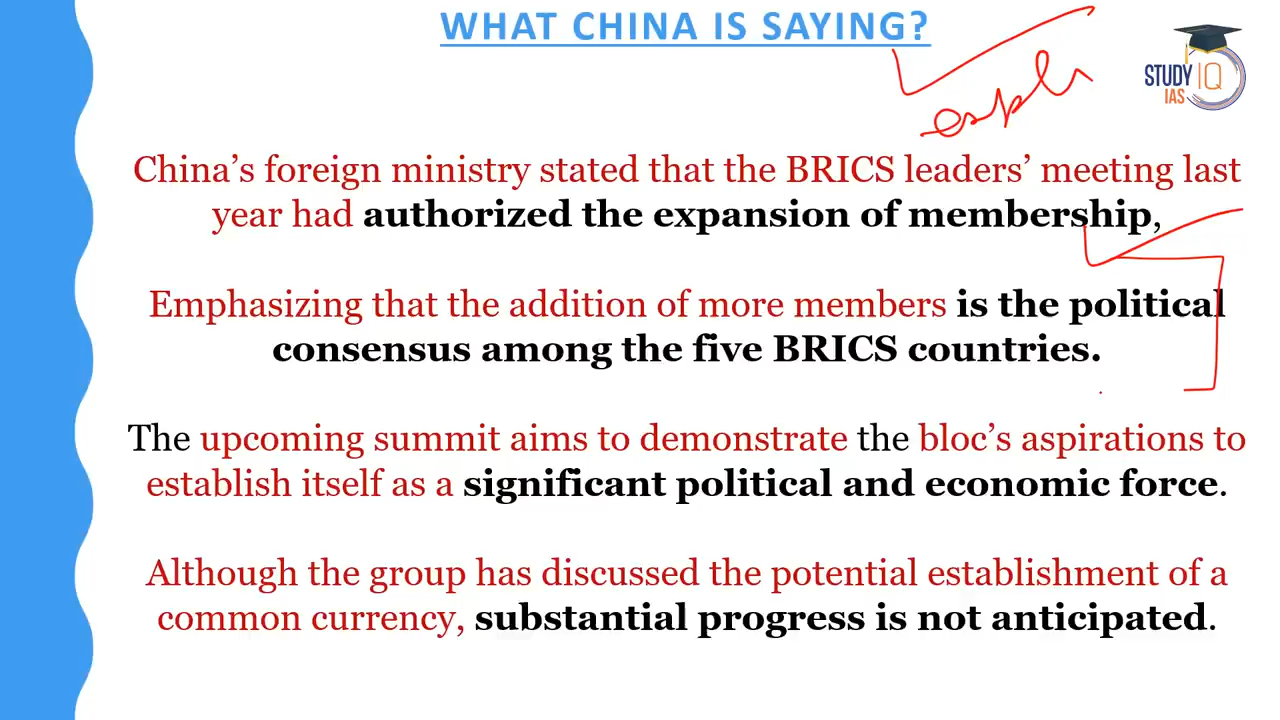 WHAT CHINA IS SAYING?
STUDY IQ
IAS
China's foreign ministry stated that the BRICS leaders' meeting last
year had authorized the expansion of membership,
Emphasizing that the addition of more members is the political
consensus among the five BRICS countries.
The upcoming summit aims to demonstrate the bloc's aspirations to
establish itself as a significant political and economic force.
Although the group has discussed the potential establishment of a
common currency, substantial progress is not anticipated.